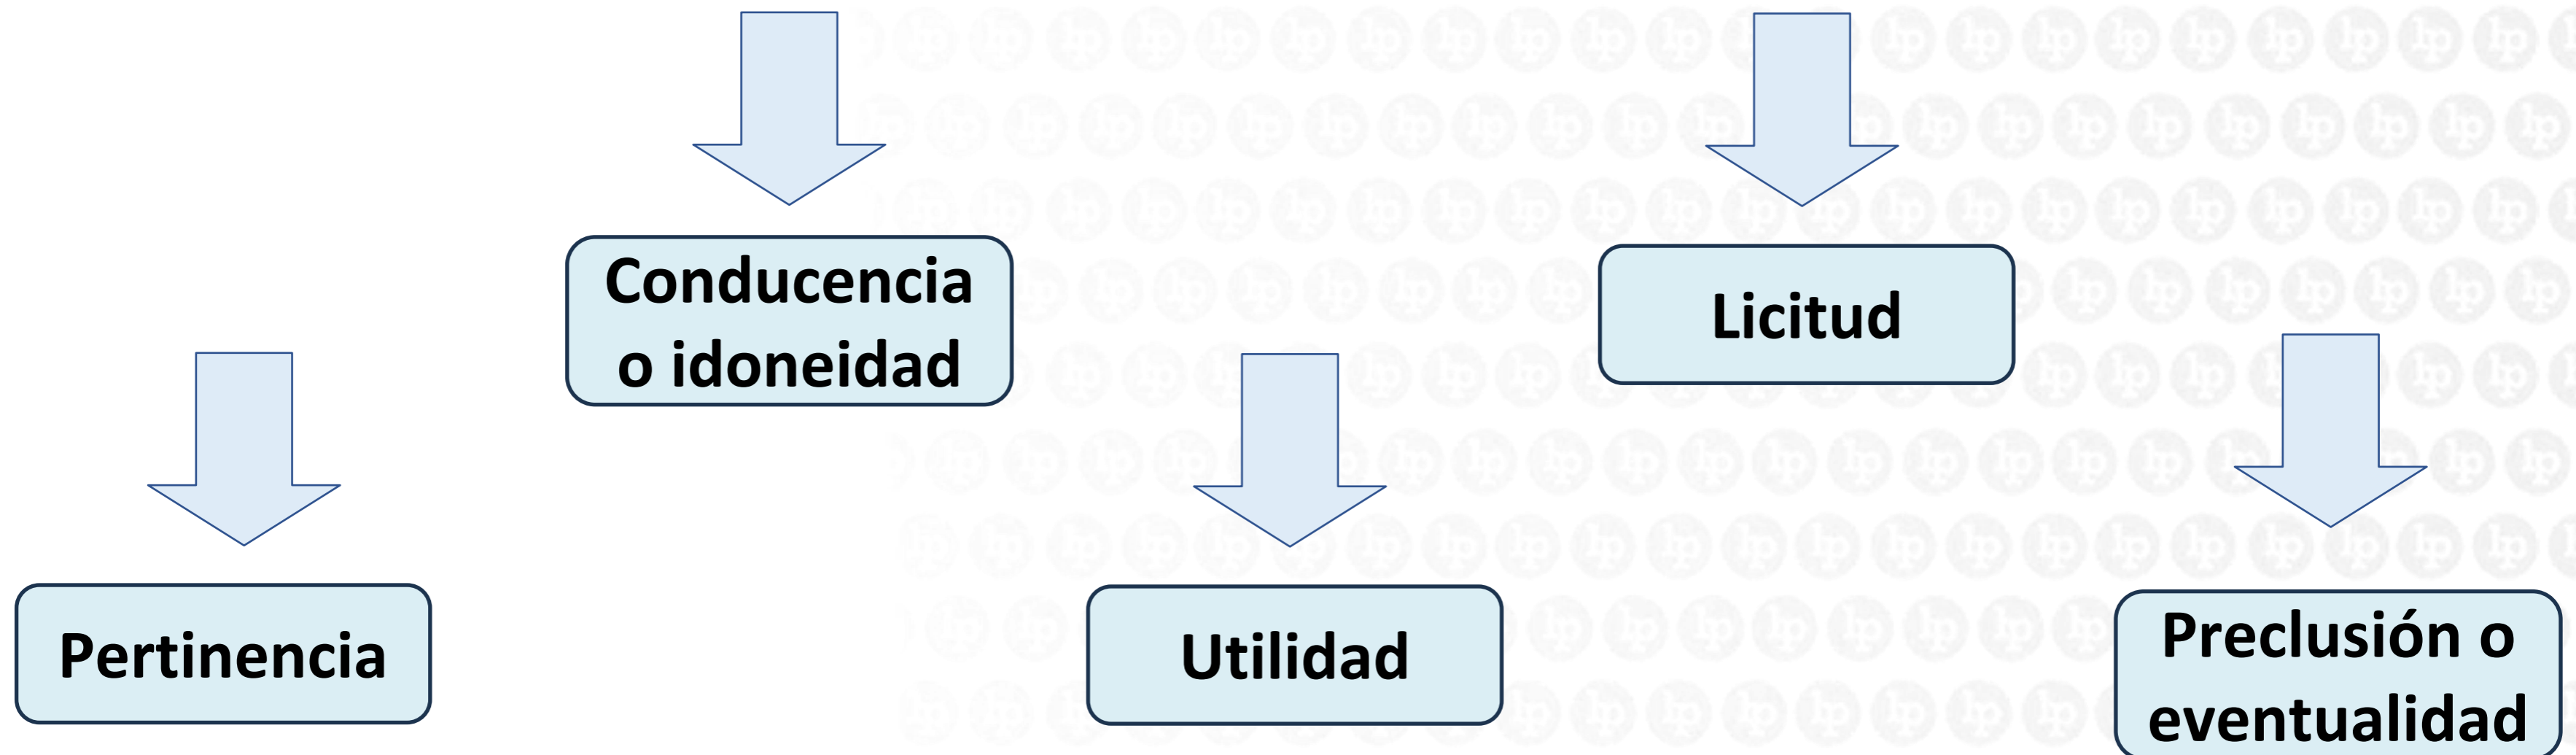 Conducencia
o idoneidad
Licitud
Pertinencia
Utilidad
Preclusión o
eventualidad